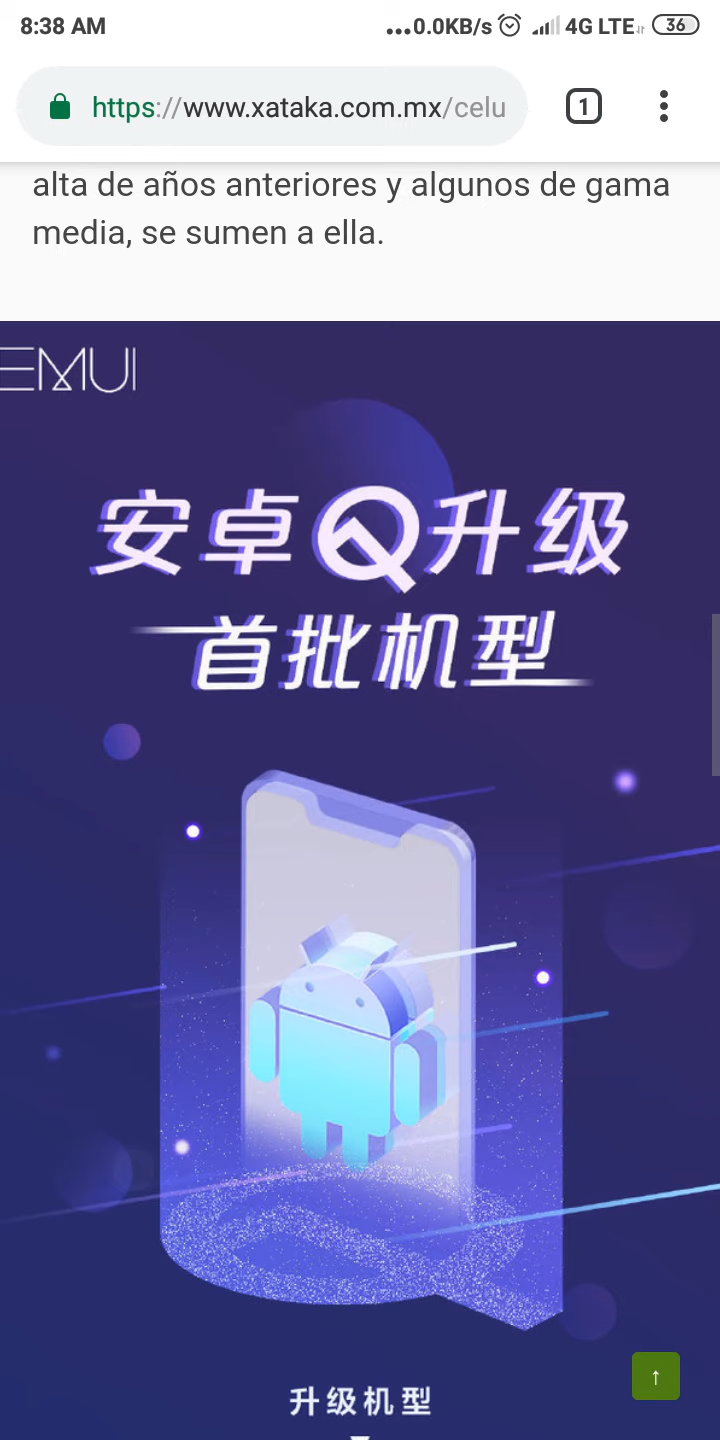 8:38 AM
...0.0KB/s 4G LTE 36
https://www.xataka.com.mx/celu
1
alta de años anteriores y algunos de gama
media, se sumen a ella.
EMUI
安卓Q升级
首批机型
升级机型
↑